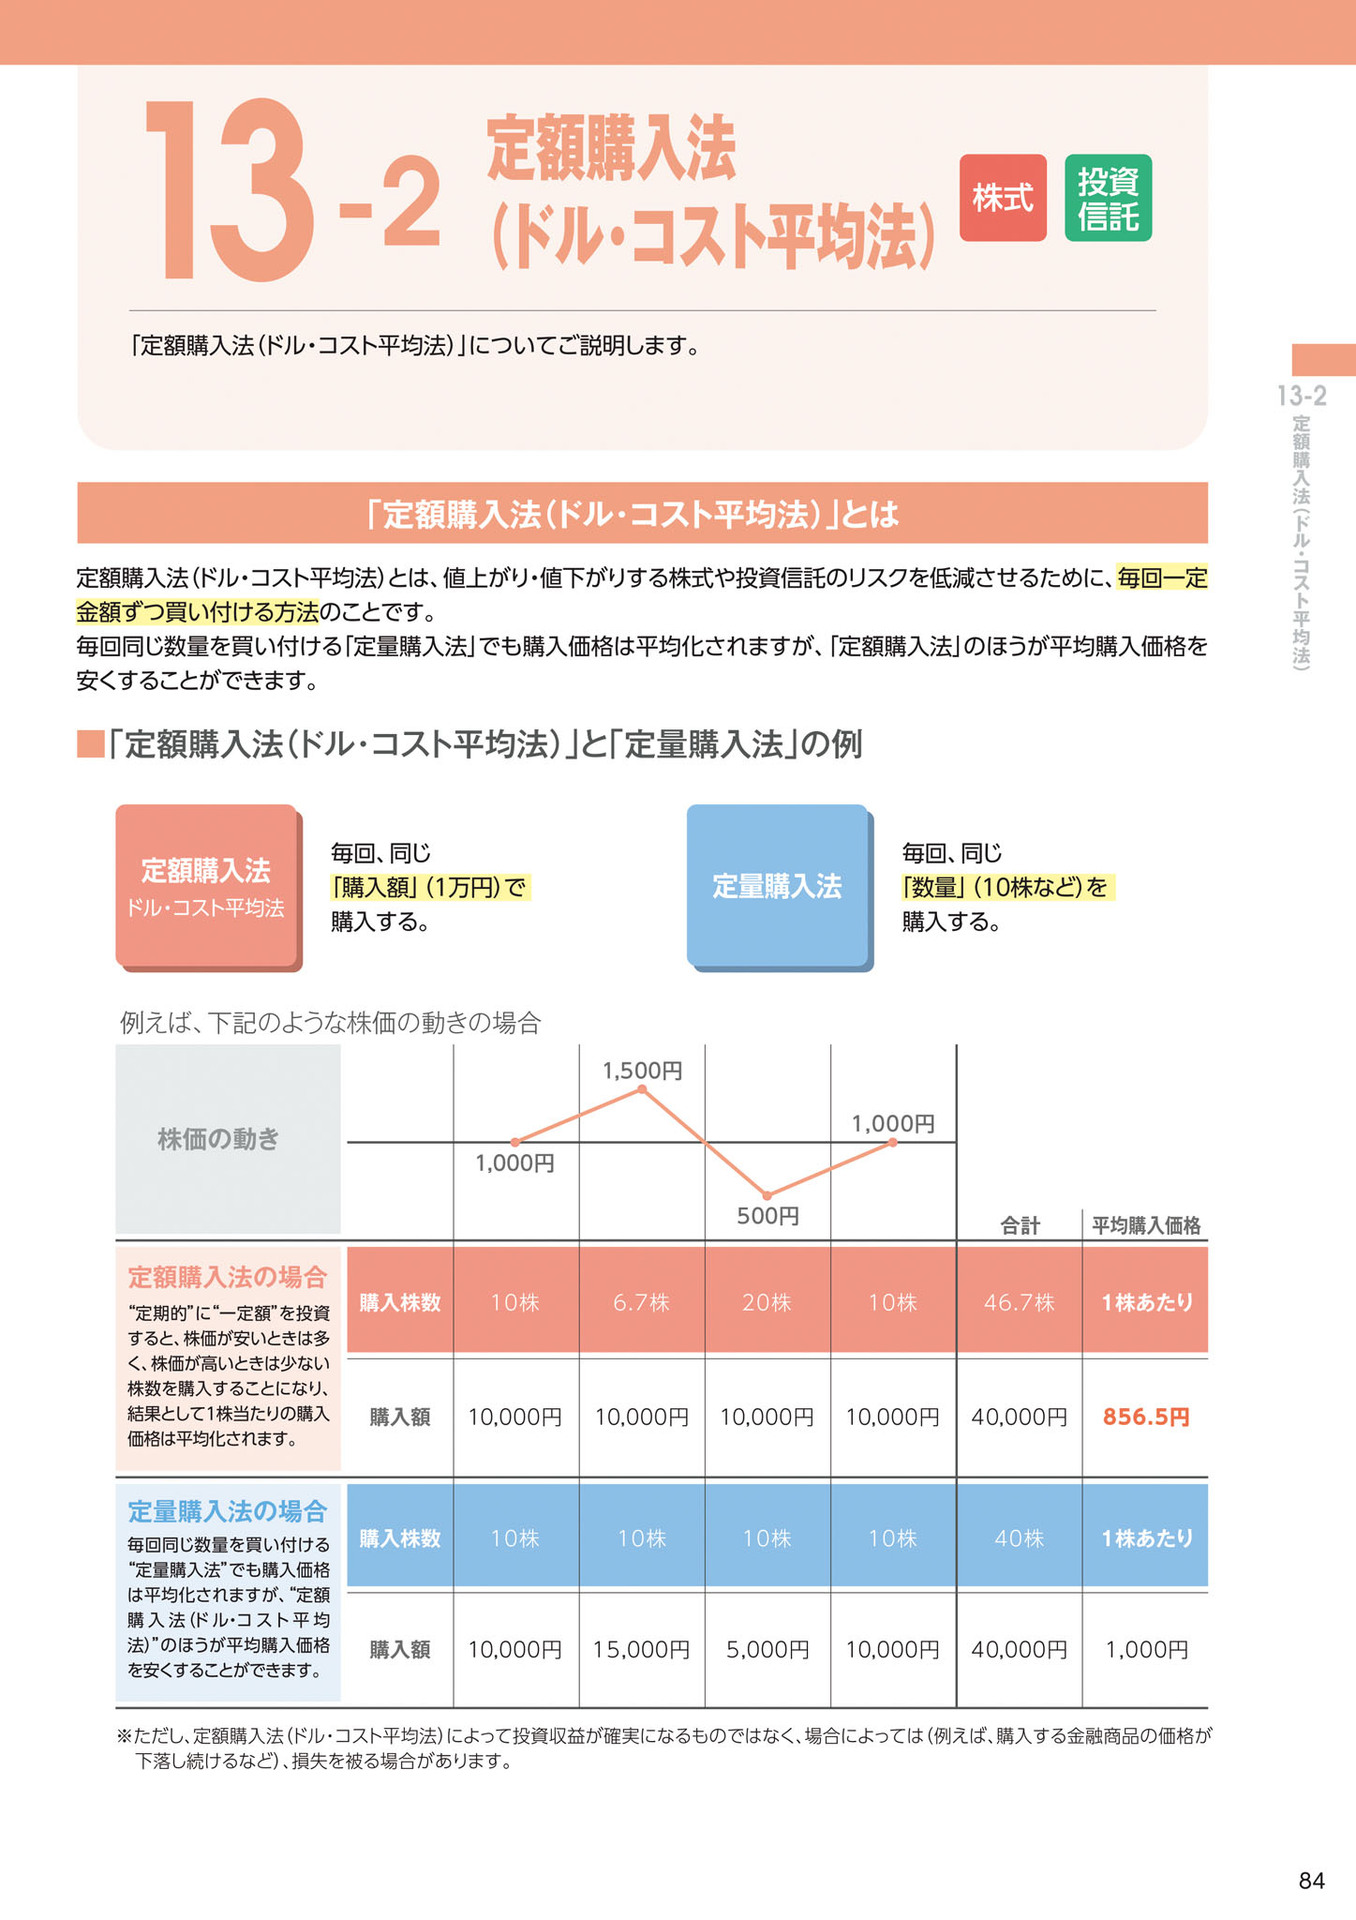 13-2
定額購入法
（ドル・コスト平均法）
株式
投資
信託
「定額購入法（ドル・コスト平均法）」についてご説明します。
13-2
定額購入法（ドル・コスト平均法）
「定額購入法（ドル・コスト平均法）」とは
定額購入法（ドル・コスト平均法）とは、値上がり・値下がりする株式や投資信託のリスクを低減させるために、毎回一定
金額ずつ買い付ける方法のことです。
毎回同じ数量を買い付ける「定量購入法」でも購入価格は平均化されますが、「定額購入法」のほうが平均購入価格を
安くすることができます。
■「定額購入法（ドル・コスト平均法）」と「定量購入法」の例
定額購入法
ドル・コスト平均法
毎回、同じ
「購入額」（1万円）で
購入する。
定量購入法
毎回、同じ
「数量」（10株など）を
購入する。
例えば、下記のような株価の動きの場合
株価の動き
1,000円
1,500円
500円
1,000円
合計
平均購入価格
定額購入法の場合
“定期的”に“一定額”を投資
すると、株価が安いときは多
く、株価が高いときは少ない
株数を購入することになり、
結果として1株当たりの購入
価格は平均化されます。
購入株数 10株 6.7株 20株 10株 46.7株 1株あたり
購入額 10,000円 10,000円 10,000円 10,000円 40,000円 856.5円
定量購入法の場合
毎回同じ数量を買い付ける
“定量購入法”でも購入価格
は平均化されますが、“定額
購入法（ドル・コスト平均
法）”のほうが平均購入価格
を安くすることができます。
購入株数 10株 10株 10株 10株 40株 1株あたり
購入額 10,000円 15,000円 5,000円 10,000円 40,000円 1,000円
※ただし、定額購入法（ドル・コスト平均法）によって投資収益が確実になるものではなく、場合によっては（例えば、購入する金融商品の価格が
下落し続けるなど）、損失を被る場合があります。
84